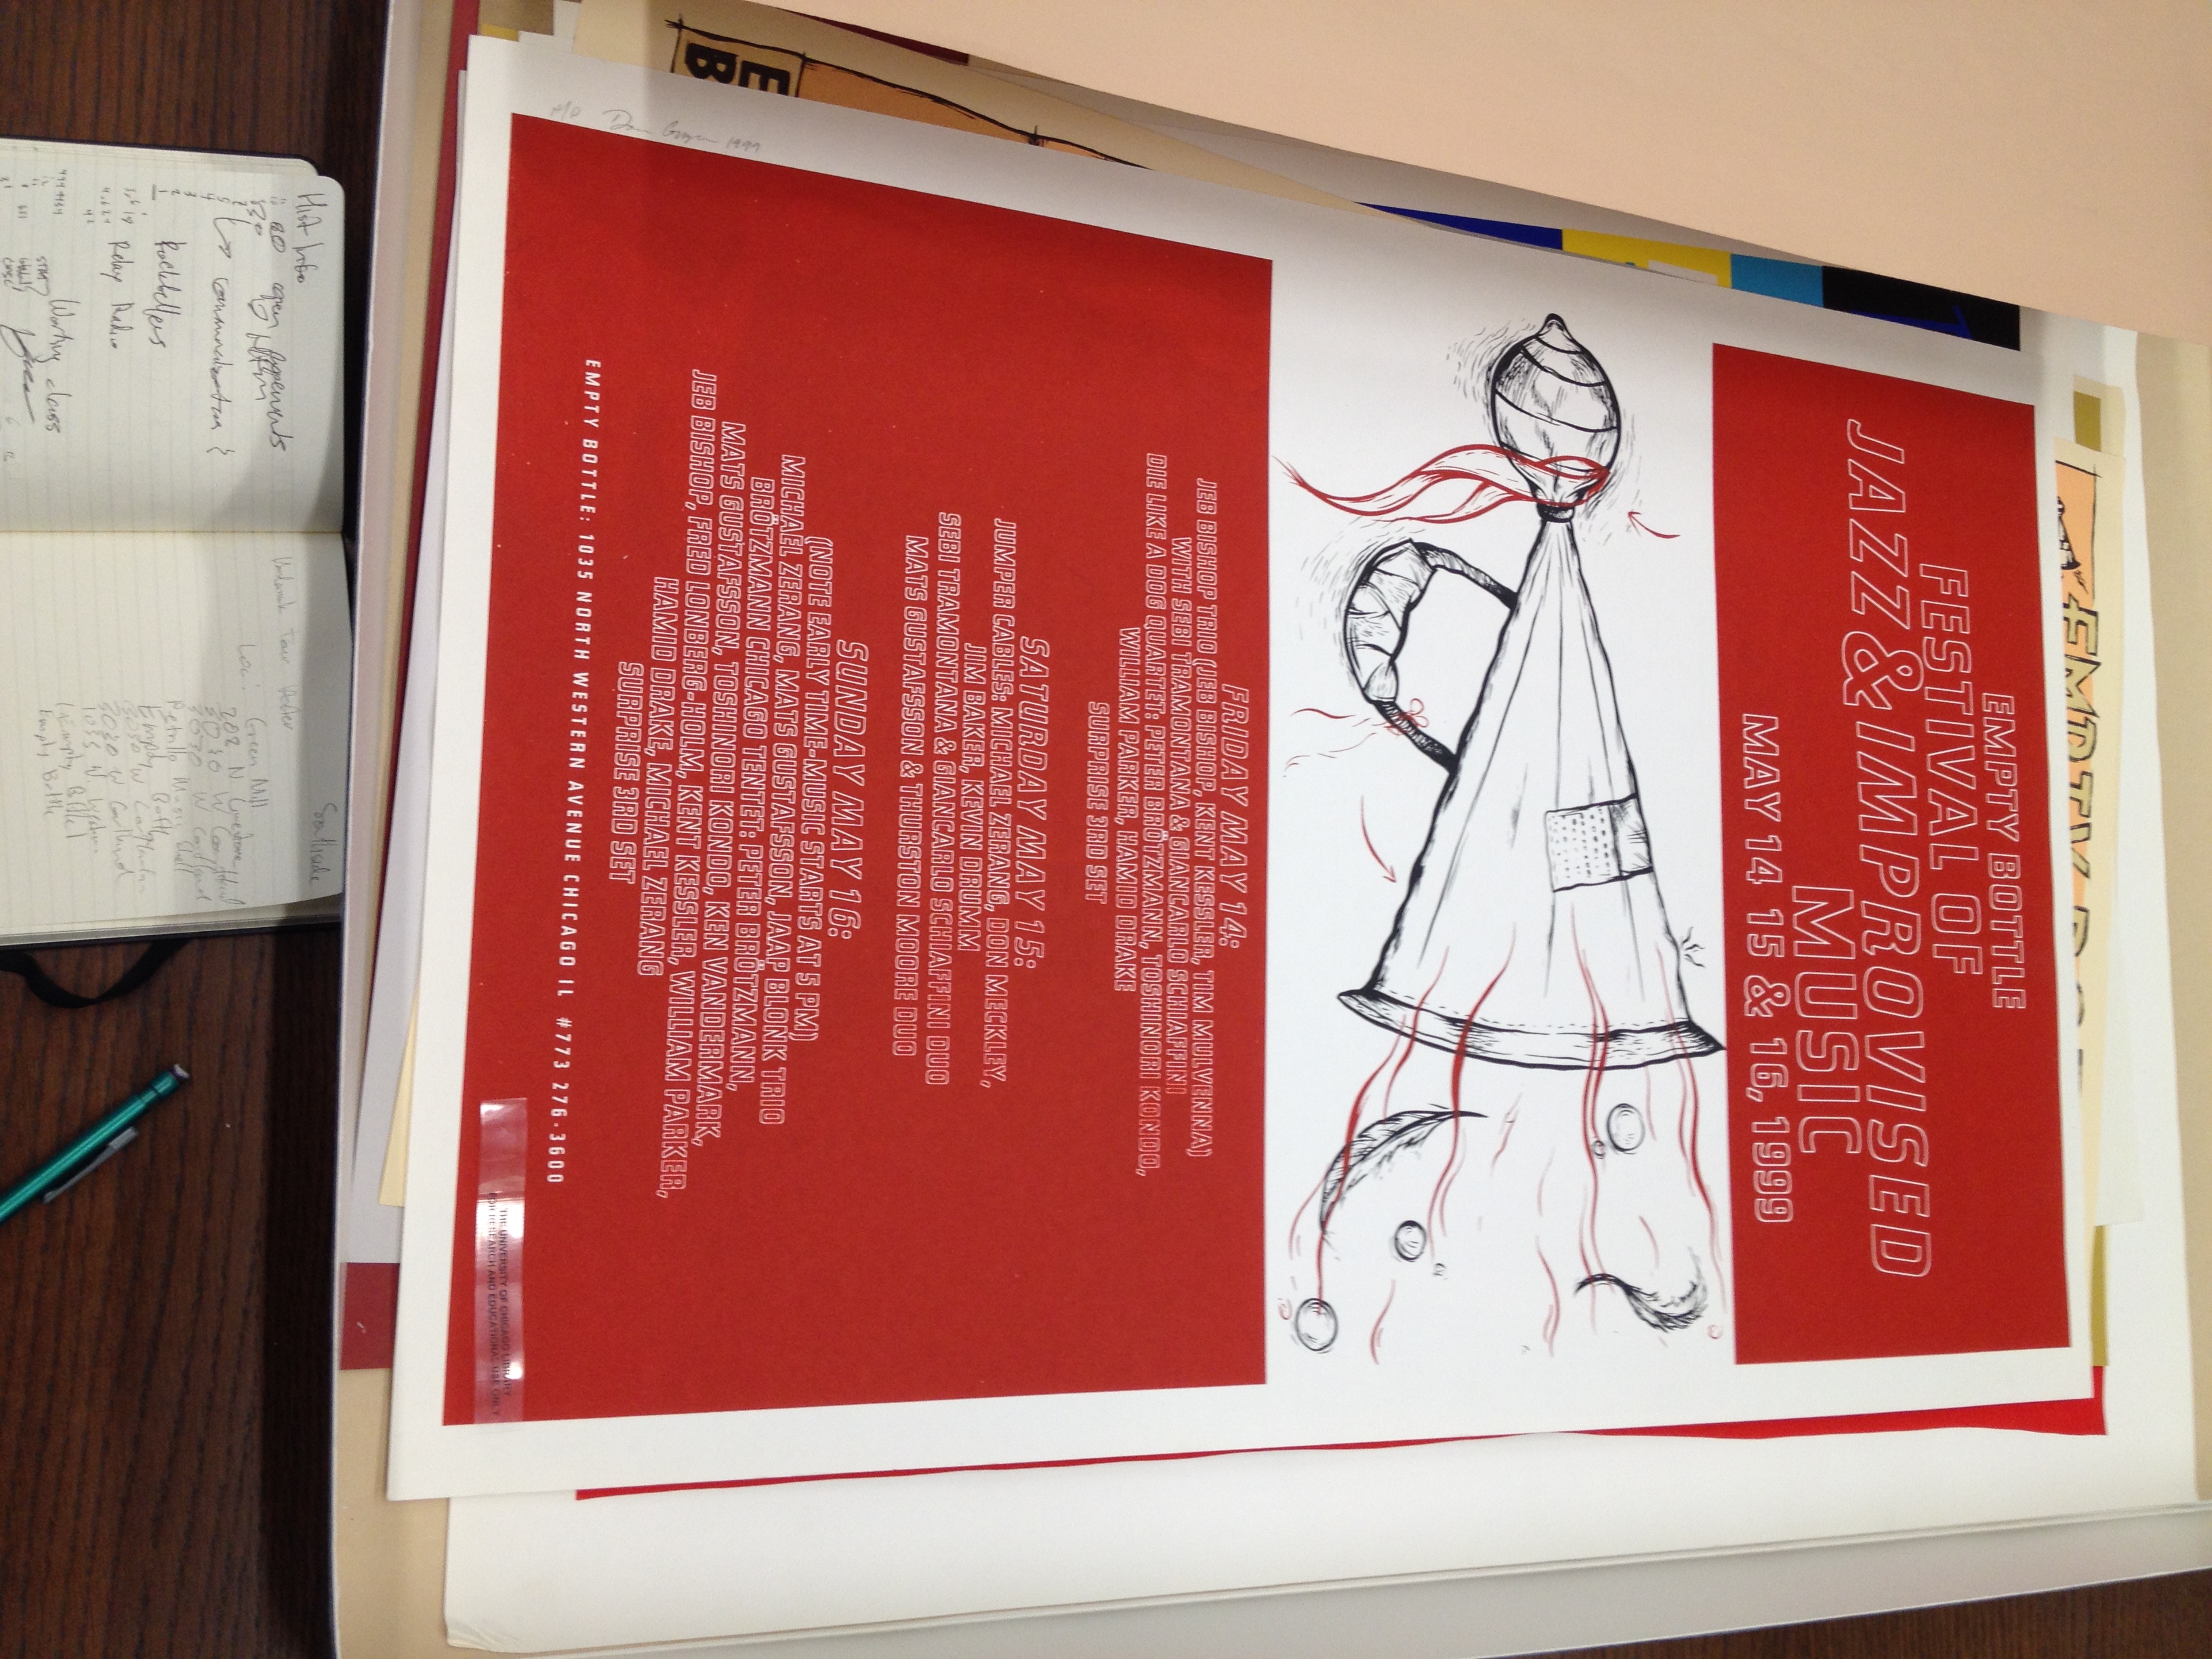 EMPTY BOTTLE
FESTIVAL OF
JAZZ & IMPROVISED
MUSIC
MAY 14 15 & 16, 1999
FRIDAY MAY 14:
JEB BISHOP TRIO (JEB BISHOP, KENT KESSLER, TIM MULVENNA)
WITH SEBI TRAMONTANA & GIANCARLO SCHIAFFINI
DIE LIKE A DOG QUARTET: PETER BRÖTZMANN, TOSHINORI KONDO,
WILLIAM PARKER, HAMID DRAKE
SURPRISE 3RD SET
SATURDAY MAY 15:
JUMPER CABLES: MICHAEL ZERANG, DON MECKLEY,
JIM BAKER, KEVIN DRUMM
SEBI TRAMONTANA & GIANCARLO SCHIAFFINI DUO
MATS GUSTAFSSON & THURSTON MOORE DUO
SUNDAY MAY 16:
(NOTE EARLY TIME-MUSIC STARTS AT 5 PM)
MICHAEL ZERANG, MATS GUSTAFSSON, JAAP BLONK TRIO
BRÖTZMANN CHICAGO TENTET: PETER BRÖTZMANN,
MATS GUSTAFSSON, TOSHINORI KONDO, KEN VANDERMARK,
JEB BISHOP, FRED LONBERG-HOLM, KENT KESSLER, WILLIAM PARKER,
HAMID DRAKE, MICHAEL ZERANG
SURPRISE 3RD SET
EMPTY BOTTLE: 1035 NORTH WESTERN AVENUE CHICAGO IL #773 276-3600
THE UNIVERSITY OF CHICAGO LIBRARY
FOR RESEARCH AND EDUCATIONAL USE ONLY
1999
Hist Info
Rockbellers
Relay Radio
Working class
Southside
Green Mill
Empty Bottle